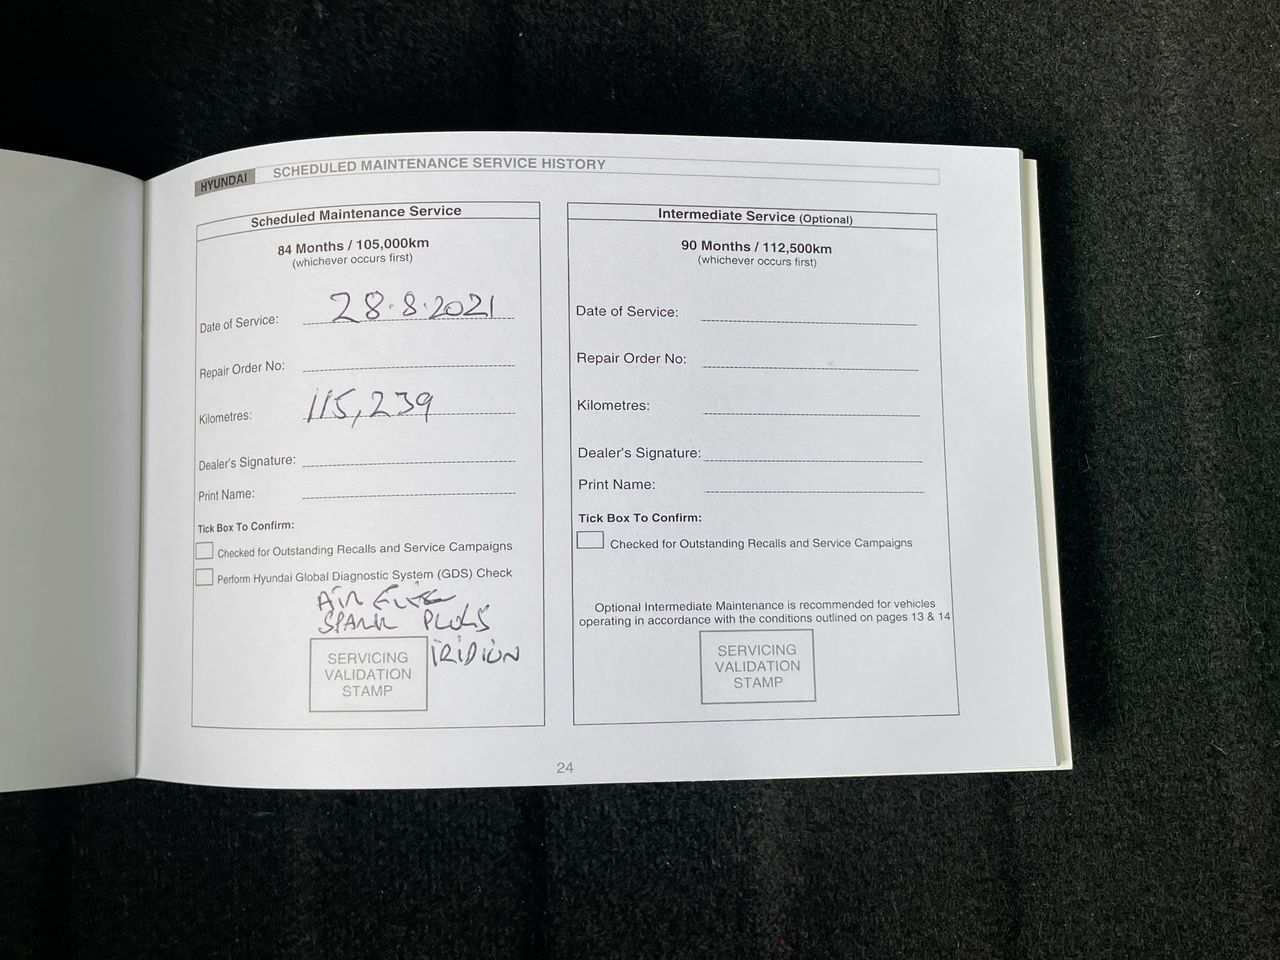 HYUNDAI SCHEDULED MAINTENANCE SERVICE HISTORY
Scheduled Maintenance Service
84 Months / 105,000km
(whichever occurs first)
Date of Service: 28.8.2021
Repair Order No:
Kilometres: 115,239
Dealer's Signature:
Print Name:
Tick Box To Confirm:
Checked for Outstanding Recalls and Service Campaigns
Perform Hyundai Global Diagnostic System (GDS) Check
AIR
SPARK PLUGS
IRIDIUN
SERVICING
VALIDATION
STAMP
Intermediate Service (Optional)
90 Months / 112,500km
(whichever occurs first)
Date of Service:
Repair Order No:
Kilometres:
Dealer's Signature:
Print Name:
Tick Box To Confirm:
Checked for Outstanding Recalls and Service Campaigns
Optional Intermediate Maintenance is recommended for vehicles
operating in accordance with the conditions outlined on pages 13 & 14
SERVICING
VALIDATION
STAMP
24